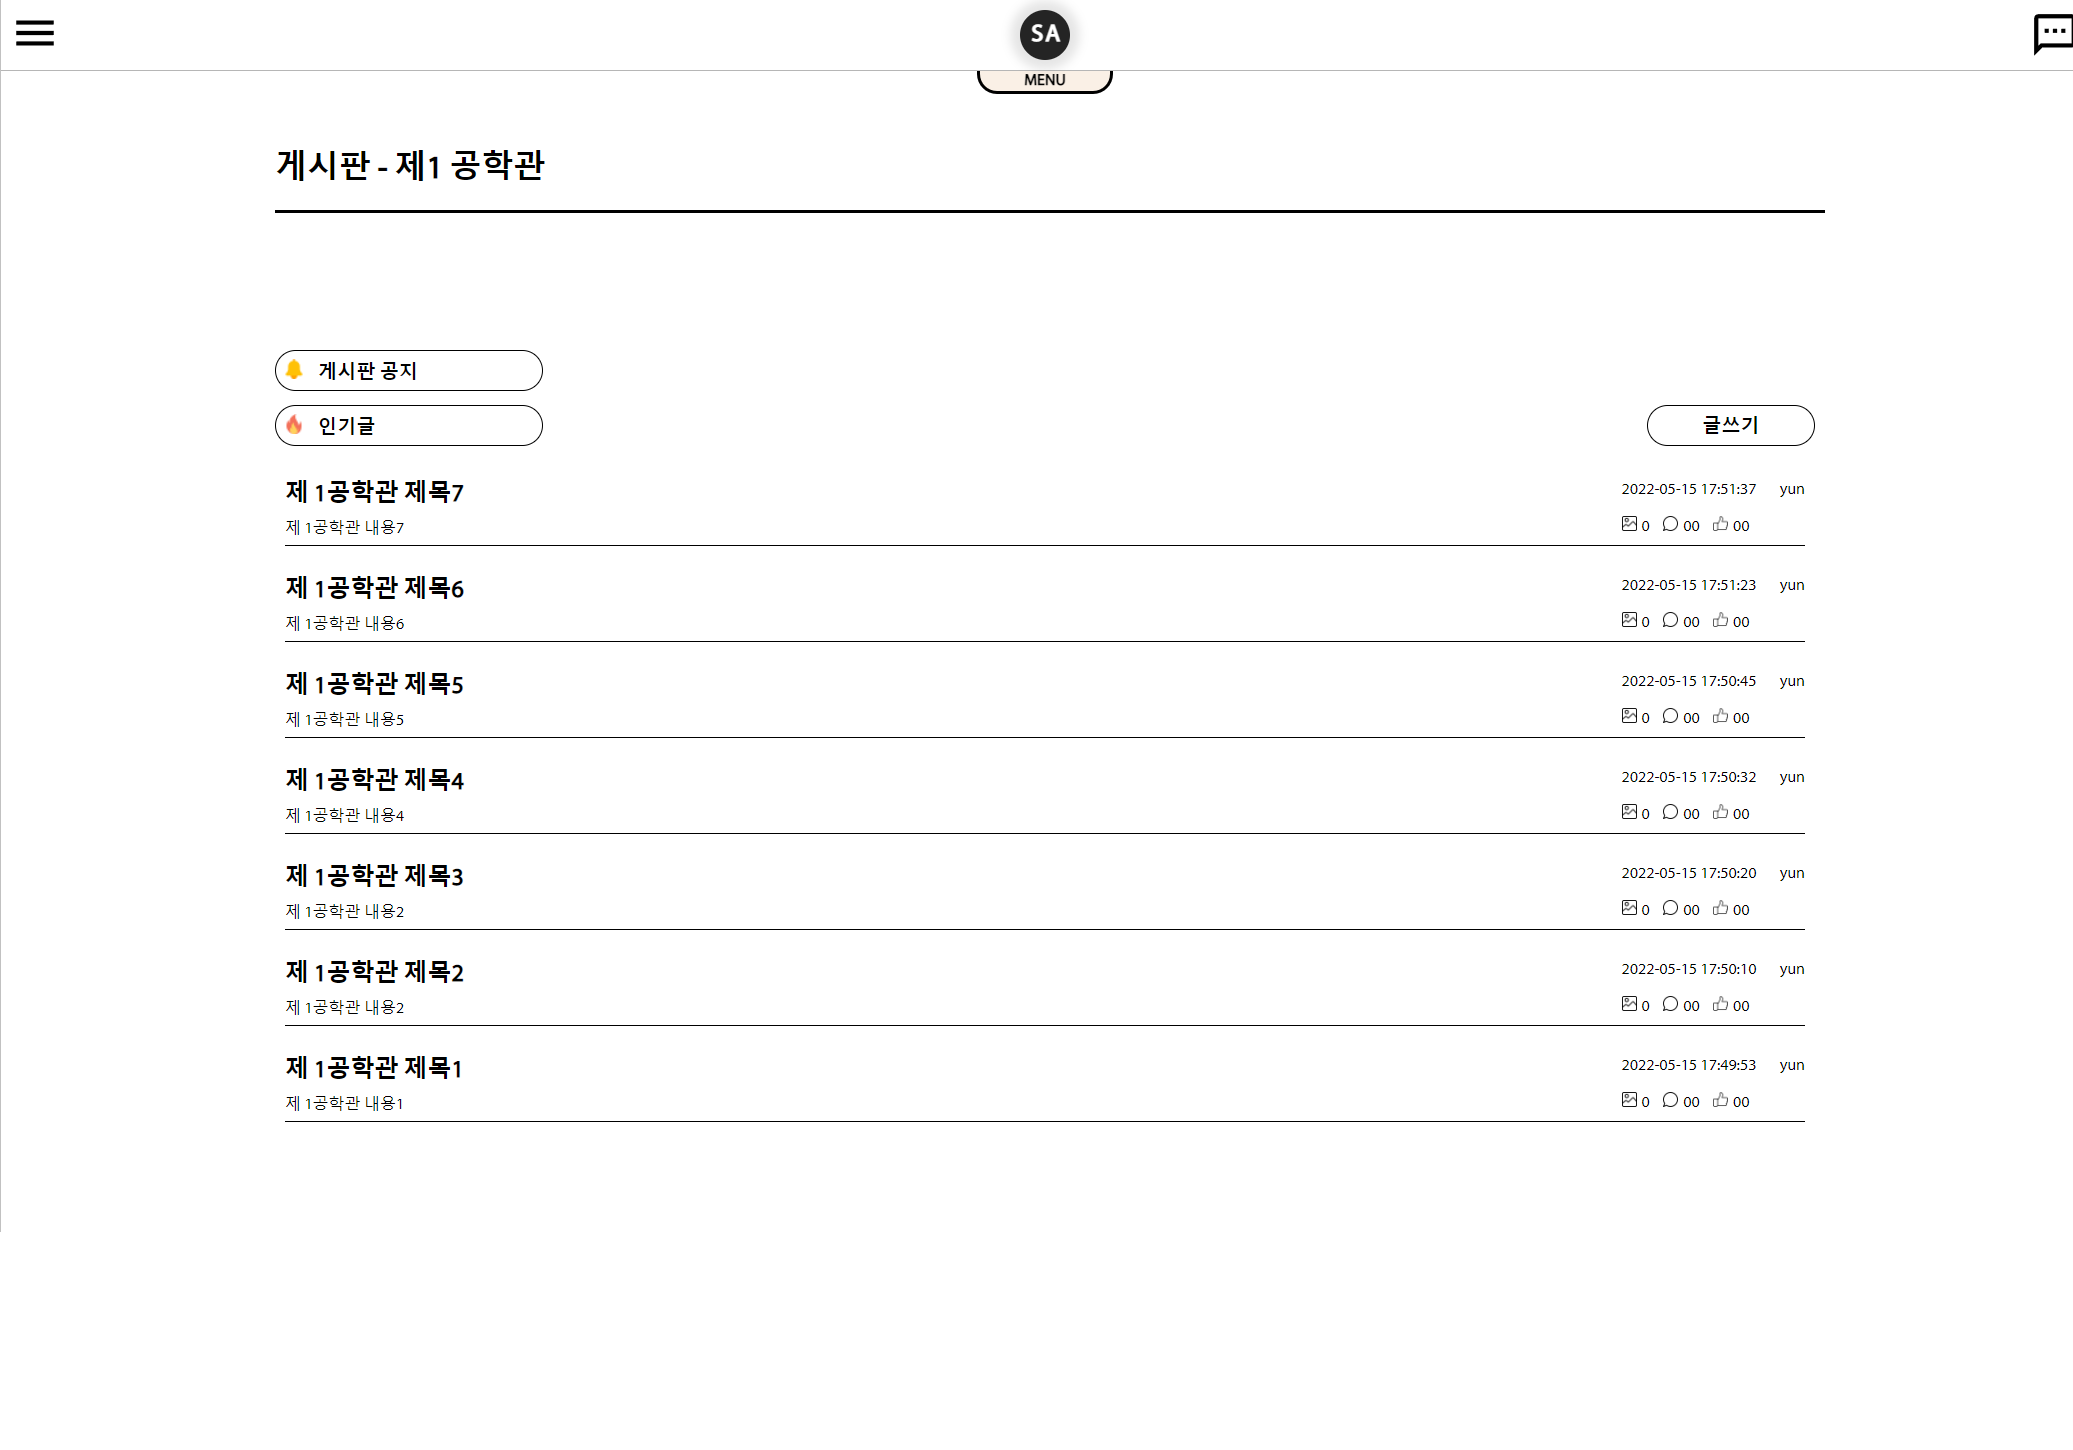 SA
MENU
게시판 - 제1 공학관
게시판 공지
인기글
글쓰기
제 1공학관 제목7
2022-05-15 17:51:37 yun
제 1공학관 내용7
0 00 00
제 1공학관 제목6
2022-05-15 17:51:23 yun
제 1공학관 내용6
0 00 00
제 1공학관 제목5
2022-05-15 17:50:45 yun
제 1공학관 내용5
0 00 00
제 1공학관 제목4
2022-05-15 17:50:32 yun
제 1공학관 내용4
0 00 00
제 1공학관 제목3
2022-05-15 17:50:20 yun
제 1공학관 내용2
0 00 00
제 1공학관 제목2
2022-05-15 17:50:10 yun
제 1공학관 내용2
0 00 00
제 1공학관 제목1
2022-05-15 17:49:53 yun
제 1공학관 내용1
0 00 00